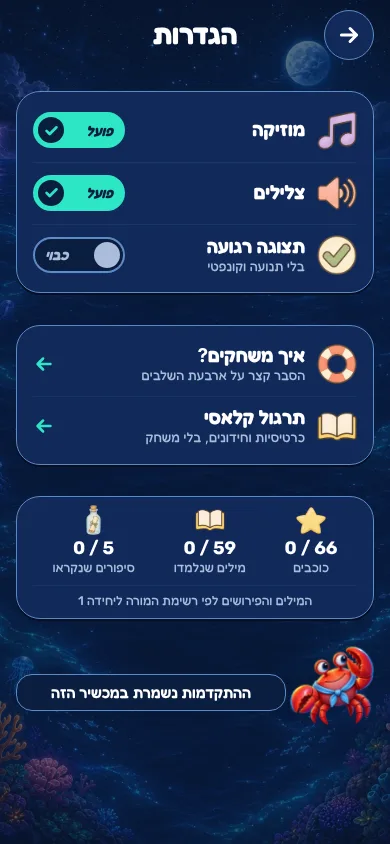 הגדרות
מוזיקה
פועל
צלילים
פועל
תצוגה רגועה
בלי תנועה וקונפטי
כבוי
איך משחקים?
הסבר קצר על ארבעת השלבים
תרגול קלאסי
כרטיסיות וחידונים, בלי משחק
0 / 66
כוכבים
0 / 59
מילים שנלמדו
0 / 5
סיפורים שנקראו
המילים והפירושים לפי רשימת המורה ליחידה 1
ההתקדמות נשמרת במכשיר הזה